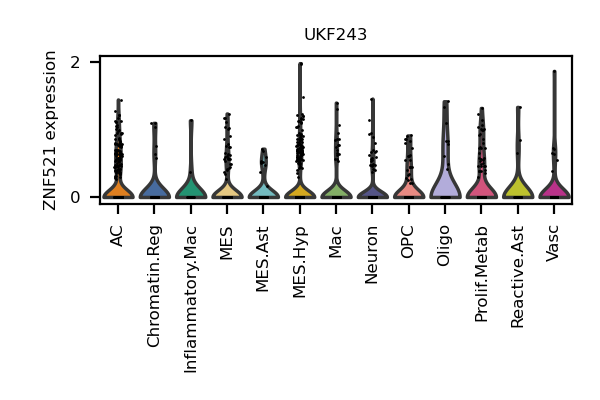 UKF243
ZNF521 expression
2
0
AC
Chromatin.Reg
Inflammatory.Mac
MES
MES.Ast
MES.Hyp
Mac
Neuron
OPC
Oligo
Prolif.Metab
Reactive.Ast
Vasc